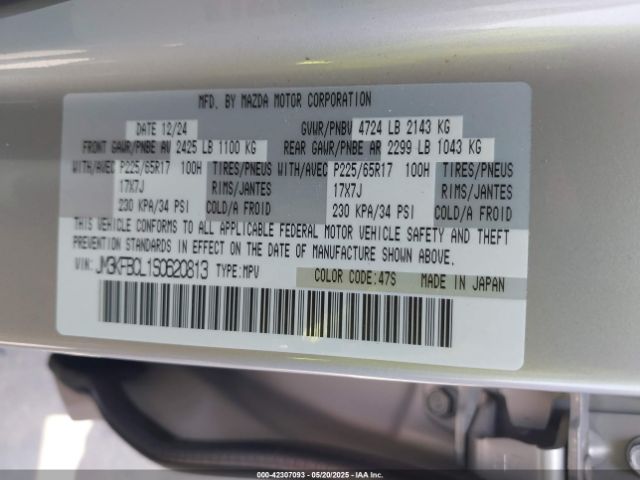 MFD. BY MAZDA MOTOR CORPORATION
DATE 12/24 GVWR/PNBV 4724 LB 2143 KG
FRONT GAWR/PNBE AV 2425 LB 1100 KG REAR GAWR/PNBE AR 2299 LB 1043 KG
WITH/AVEC P225/65R17 100H TIRES/PNEUS WITH/AVEC P225/65R17 100H TIRES/PNEUS
17X7J RIMS/JANTES 17X7J RIMS/JANTES
230 KPA/34 PSI COLD/A FROID 230 KPA/34 PSI COLD/A FROID
THIS VEHICLE CONFORMS TO ALL APPLICABLE FEDERAL MOTOR VEHICLE SAFETY AND THEFT
PREVENTION STANDARDS IN EFFECT ON THE DATE OF MANUFACTURE SHOWN ABOVE.
VIN: JM3KFBCL1S0620813 TYPE: MPV COLOR CODE: 47S MADE IN JAPAN
000-42307093 - 05/20/2025 - IAA Inc.